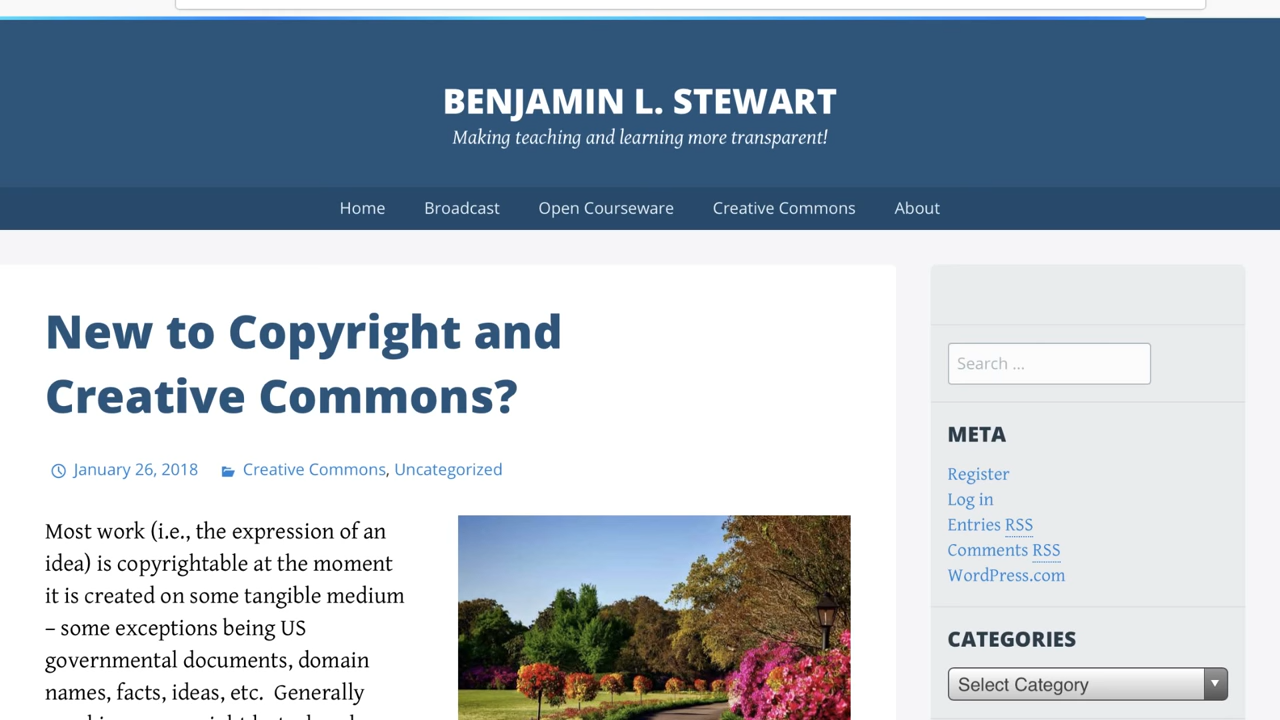 BENJAMIN L. STEWART
Making teaching and learning more transparent!
Home Broadcast Open Courseware Creative Commons About
New to Copyright and
Creative Commons?
January 26, 2018 Creative Commons, Uncategorized
Most work (i.e., the expression of an
idea) is copyrightable at the moment
it is created on some tangible medium
– some exceptions being US
governmental documents, domain
names, facts, ideas, etc. Generally
Search ...
META
Register
Log in
Entries RSS
Comments RSS
WordPress.com
CATEGORIES
Select Category